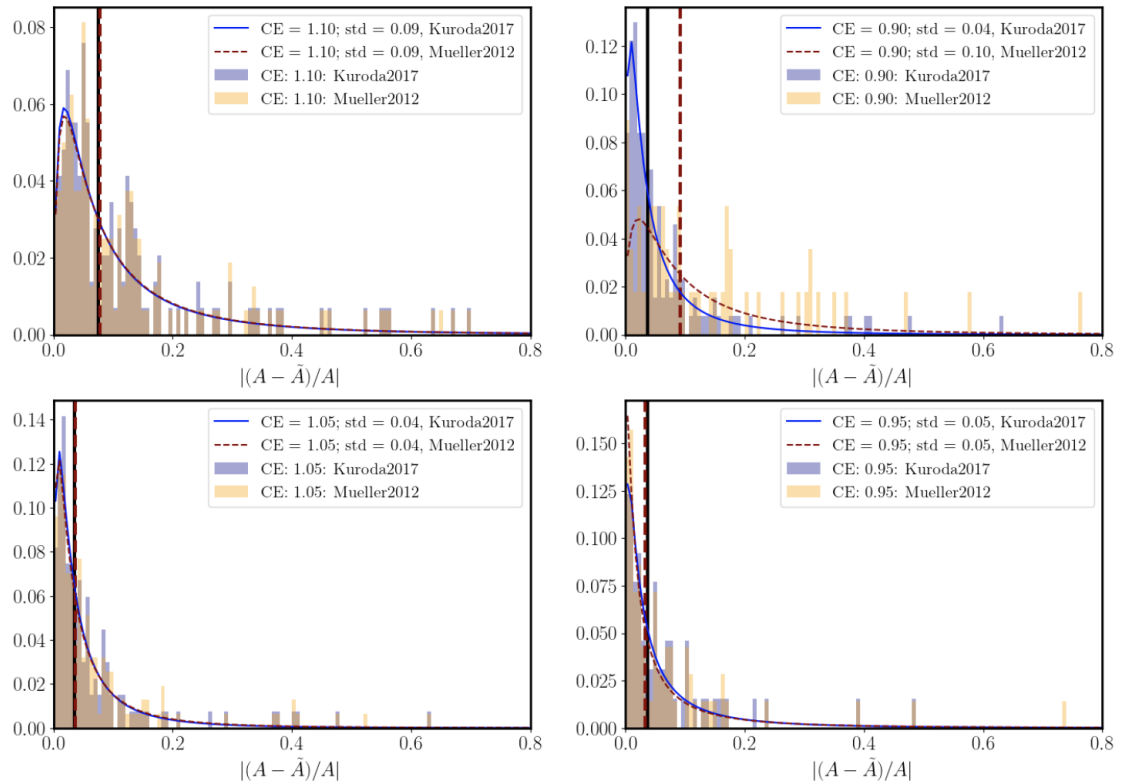 0.08
0.06
0.04
0.02
0.00
CE = 1.10; std = 0.09, Kuroda2017
CE = 1.10; std = 0.09, Mueller2012
CE: 1.10: Kuroda2017
CE: 1.10: Mueller2012
0.0 0.2 0.4 0.6 0.8
|(A − Ã)/A|
0.12
0.10
0.08
0.06
0.04
0.02
0.00
CE = 0.90; std = 0.04, Kuroda2017
CE = 0.90; std = 0.10, Mueller2012
CE: 0.90: Kuroda2017
CE: 0.90: Mueller2012
0.0 0.2 0.4 0.6 0.8
|(A − Ã)/A|
0.14
0.12
0.10
0.08
0.06
0.04
0.02
0.00
CE = 1.05; std = 0.04, Kuroda2017
CE = 1.05; std = 0.04, Mueller2012
CE: 1.05: Kuroda2017
CE: 1.05: Mueller2012
0.0 0.2 0.4 0.6 0.8
|(A − Ã)/A|
0.150
0.125
0.100
0.075
0.050
0.025
0.000
CE = 0.95; std = 0.05, Kuroda2017
CE = 0.95; std = 0.05, Mueller2012
CE: 0.95: Kuroda2017
CE: 0.95: Mueller2012
0.0 0.2 0.4 0.6 0.8
|(A − Ã)/A|